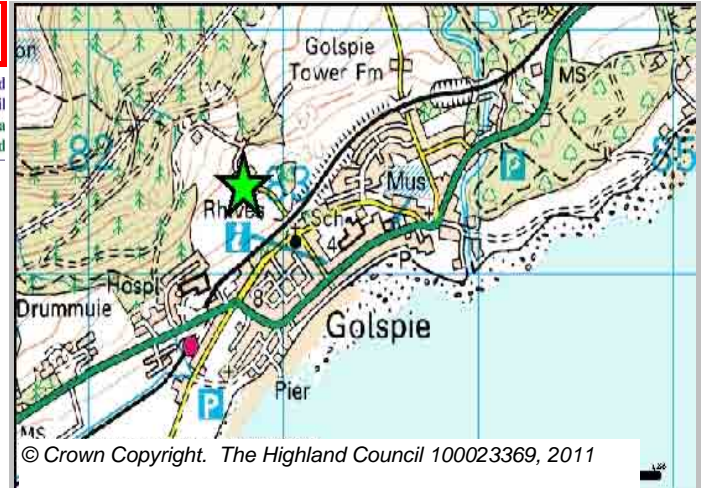 Golspie
Tower Fm
MS
82
83
85
P
Mus
Rhives
Sch
i
4
P
Hospl
Drummuie
8
Golspie
Pier
P
MS
© Crown Copyright. The Highland Council 100023369, 2011